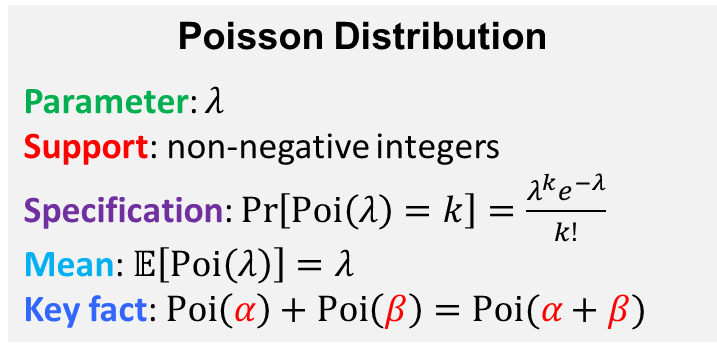 Poisson Distribution
Parameter: λ
Support: non-negative integers
Specification: Pr[Poi(λ) = k] = λ^k e^−λ / k!
Mean: 𝔼[Poi(λ)] = λ
Key fact: Poi(α) + Poi(β) = Poi(α + β)